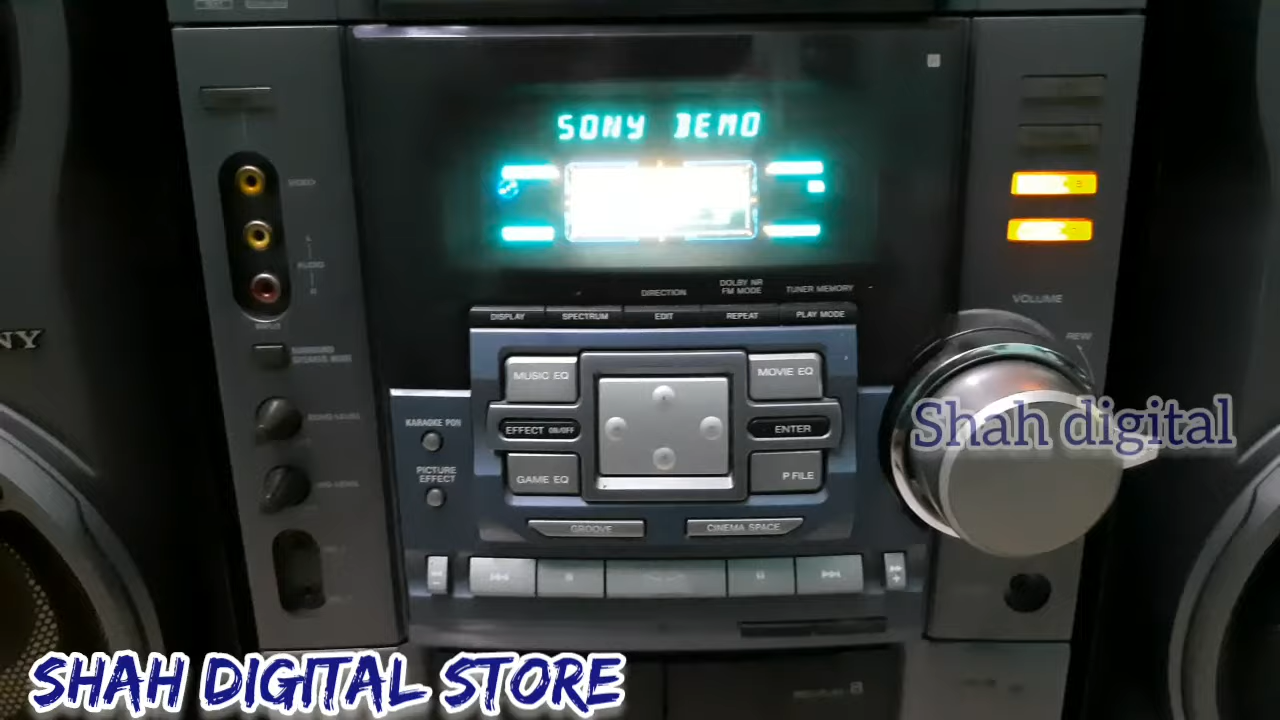 SONY DEMO
VIDEO
L
AUDIO
R
VOLUME
DIRECTION
DOLBY NR
FM MODE
TUNER MEMORY
DISPLAY
SPECTRUM
EDIT
REPEAT
PLAY MODE
NY
MUSIC EQ
MOVIE EQ
KARAOKE PON
EFFECT ON/OFF
ENTER
PICTURE
EFFECT
GAME EQ
P FILE
GROOVE
CINEMA SPACE
Shah digital
SHAH DIGITAL STORE